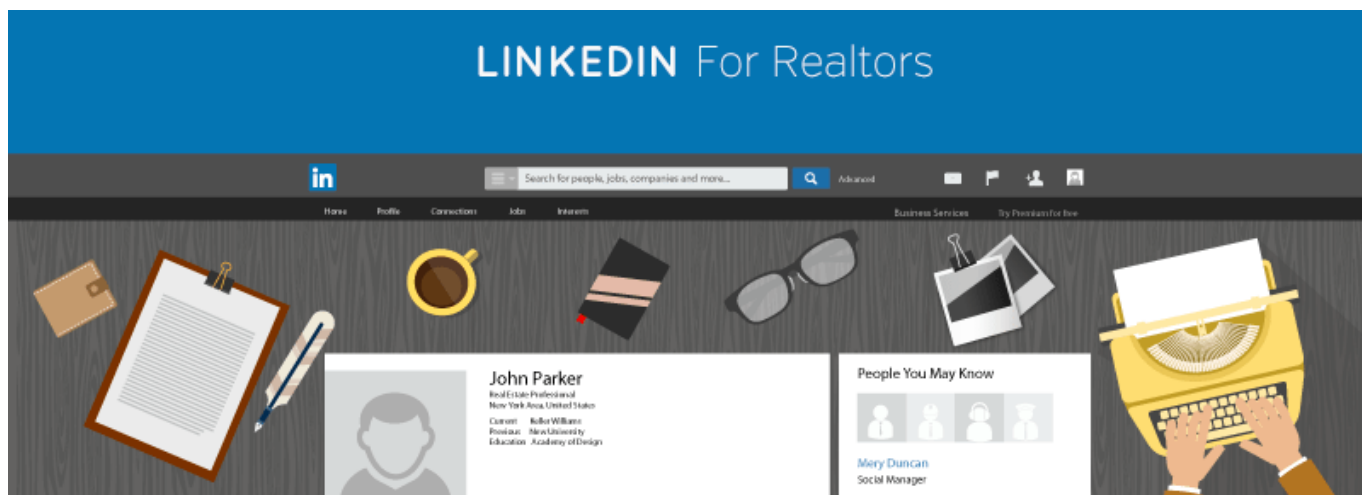 LINKEDIN For Realtors
in
Search for people, jobs, companies and more...
Advanced
Home Profile Connections Jobs Interests
Business Services Try Premium for free
John Parker
Real Estate Professional
New York Area, United States
Current Keller Williams
Previous New University
Education Academy of Design
People You May Know
Mery Duncan
Social Manager